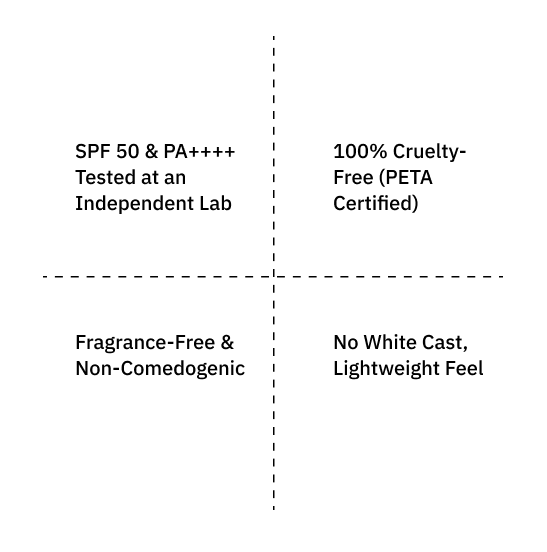 SPF 50 & PA++++
Tested at an
Independent Lab
100% Cruelty-
Free (PETA
Certified)
Fragrance-Free &
Non-Comedogenic
No White Cast,
Lightweight Feel